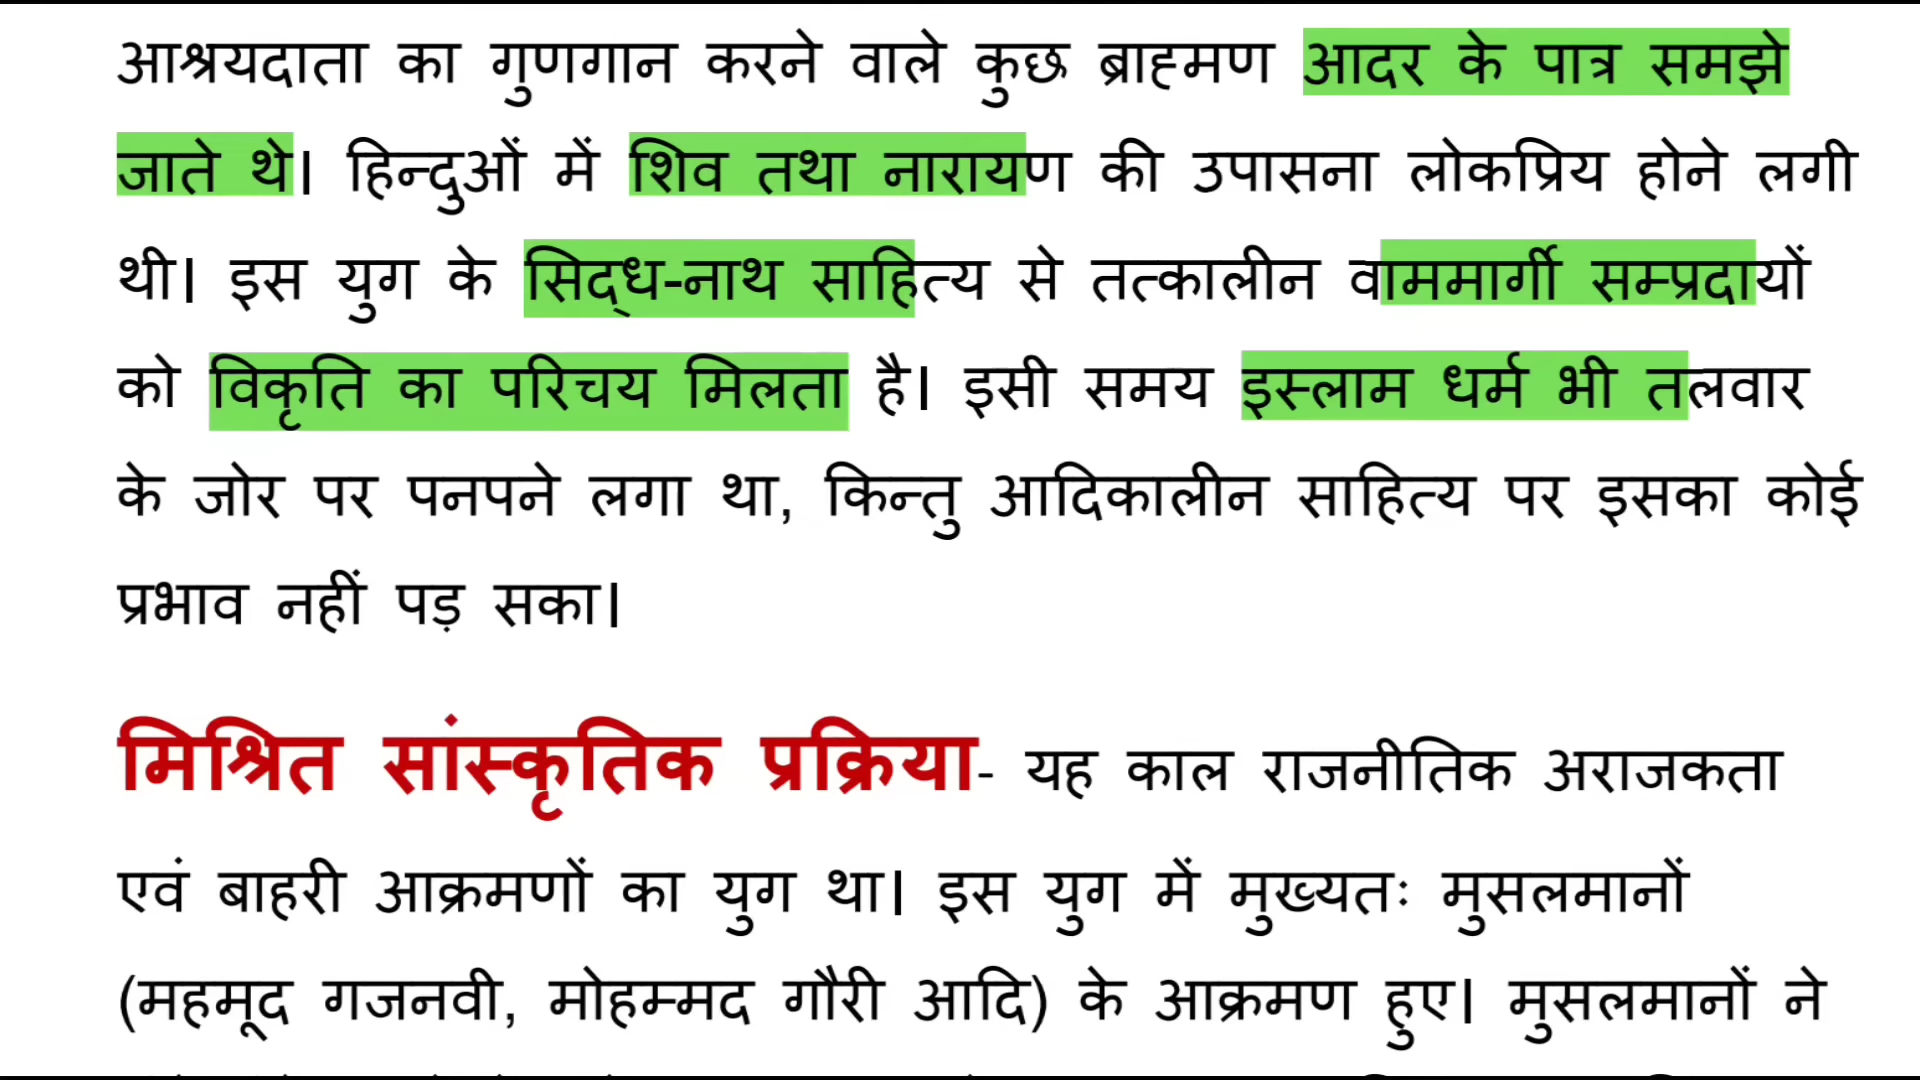 आश्रयदाता का गुणगान करने वाले कुछ ब्राह्मण आदर के पात्र समझे
जाते थे। हिन्दुओं में शिव तथा नारायण की उपासना लोकप्रिय होने लगी
थी। इस युग के सिद्ध-नाथ साहित्य से तत्कालीन वाममार्गी सम्प्रदायों
को विकृति का परिचय मिलता है। इसी समय इस्लाम धर्म भी तलवार
के जोर पर पनपने लगा था, किन्तु आदिकालीन साहित्य पर इसका कोई
प्रभाव नहीं पड़ सका।
मिश्रित सांस्कृतिक प्रक्रिया- यह काल राजनीतिक अराजकता
एवं बाहरी आक्रमणों का युग था। इस युग में मुख्यतः मुसलमानों
(महमूद गजनवी, मोहम्मद गौरी आदि) के आक्रमण हुए। मुसलमानों ने